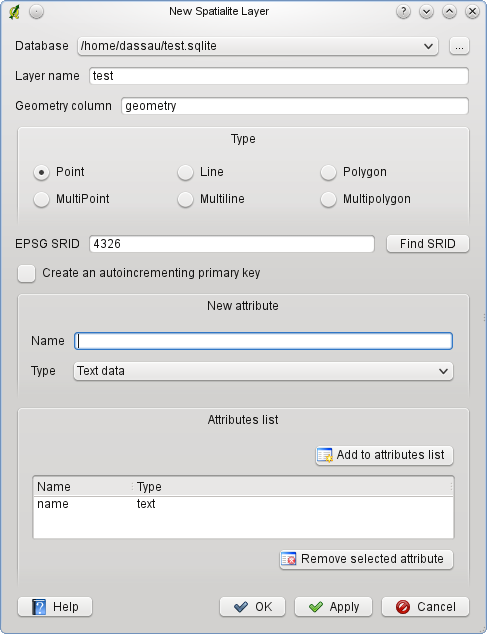 New Spatialite Layer
Database /home/dassau/test.sqlite ...
Layer name test
Geometry column geometry
Type
Point Line Polygon
MultiPoint Multiline Multipolygon
EPSG SRID 4326 Find SRID
Create an autoincrementing primary key
New attribute
Name
Type Text data
Attributes list
Add to attributes list
Name Type
name text
Remove selected attribute
Help OK Apply Cancel